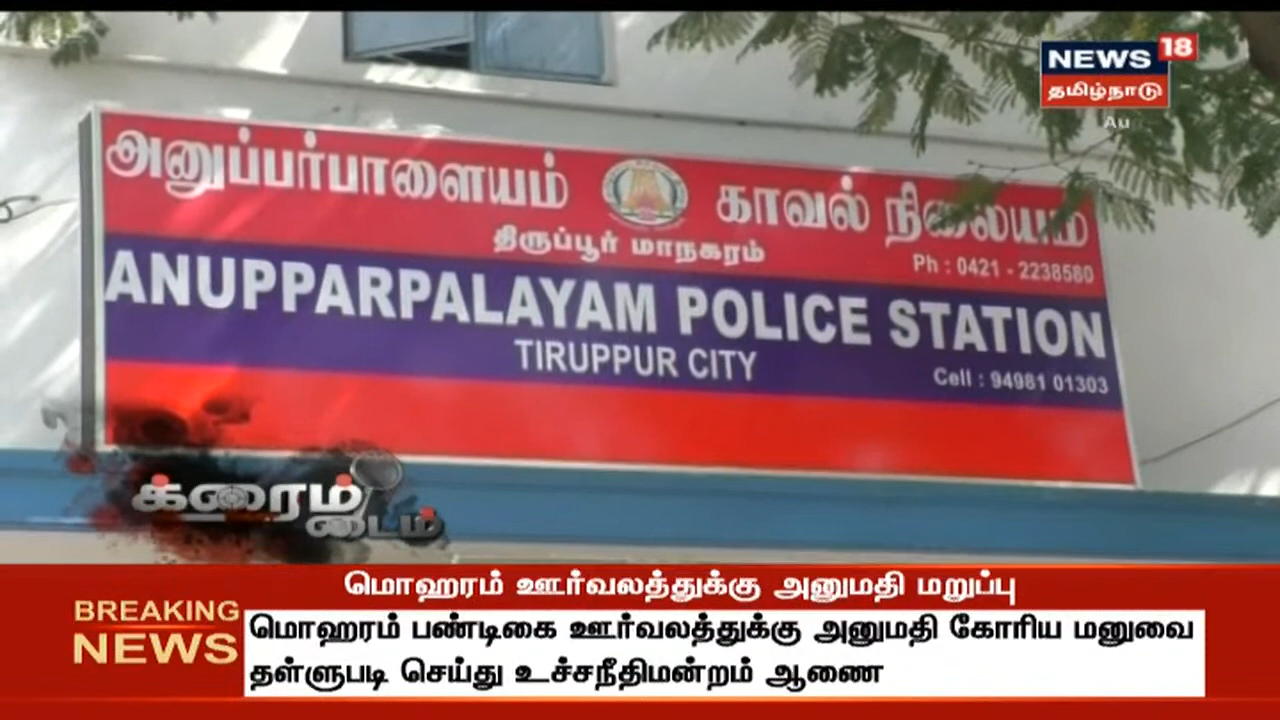 NEWS 18
தமிழ்நாடு
Au
அனுப்பர்பாளையம் காவல் நிலையம்
திருப்பூர் மாநகரம்
Ph : 0421 - 2238580
ANUPPARPALAYAM POLICE STATION
TIRUPPUR CITY
Cell : 94981 01303
க்ரைம்
டைம்
மொஹரம் ஊர்வலத்துக்கு அனுமதி மறுப்பு
BREAKING
NEWS
மொஹரம் பண்டிகை ஊர்வலத்துக்கு அனுமதி கோரிய மனுவை
தள்ளுபடி செய்து உச்சநீதிமன்றம் ஆணை